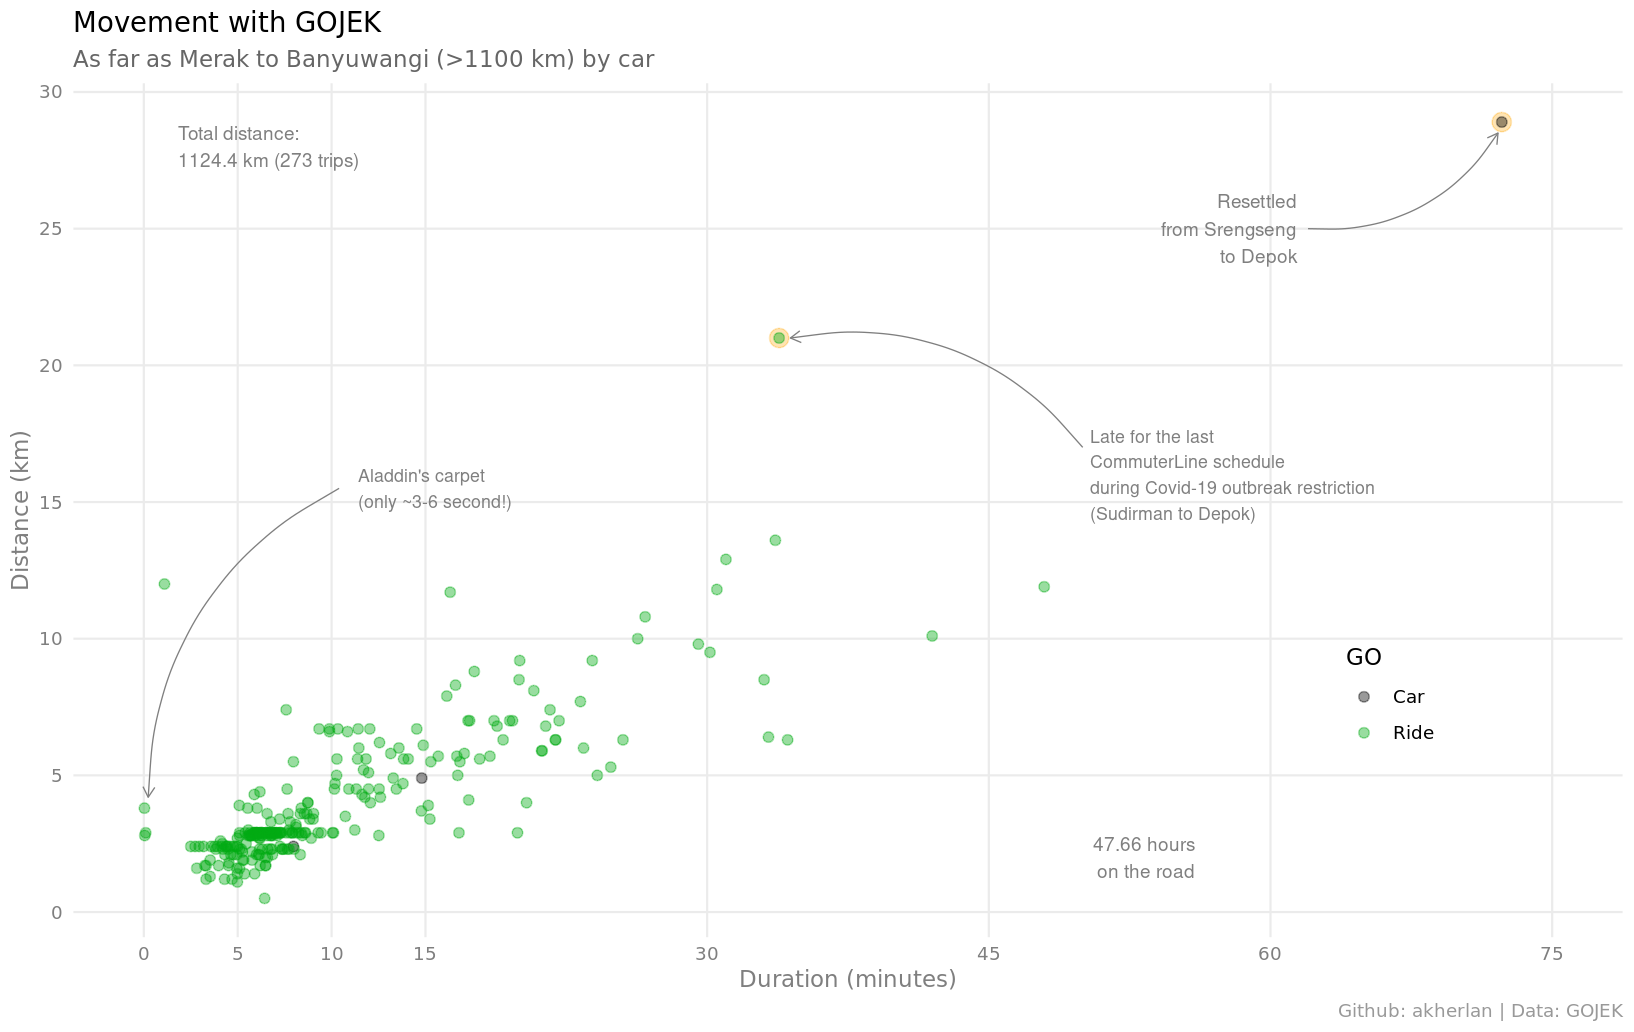 Movement with GOJEK
As far as Merak to Banyuwangi (>1100 km) by car
30
25
20
15
10
5
0
Distance (km)
Total distance:
1124.4 km (273 trips)
Resettled
from Srengseng
to Depok
Late for the last
CommuterLine schedule
during Covid-19 outbreak restriction
(Sudirman to Depok)
Aladdin's carpet
(only ~3-6 second!)
GO
Car
Ride
47.66 hours
on the road
0 5 10 15 30 45 60 75
Duration (minutes)
Github: akherlan | Data: GOJEK